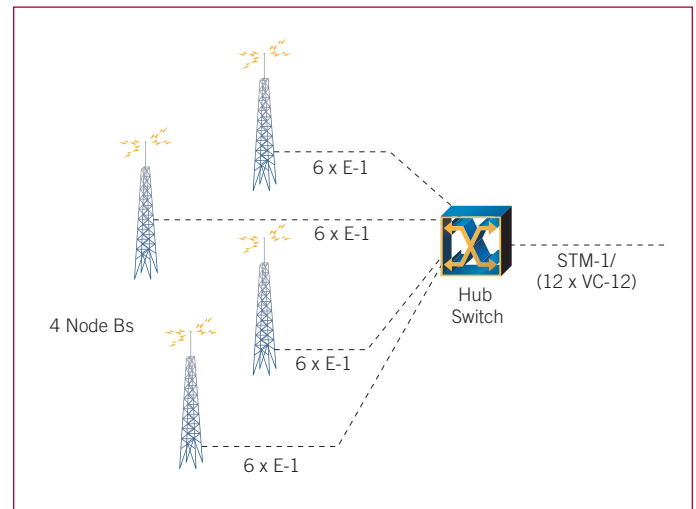 6 x E-1
6 x E-1
STM-1/
(12 x VC-12)
Hub
Switch
4 Node Bs
6 x E-1
6 x E-1